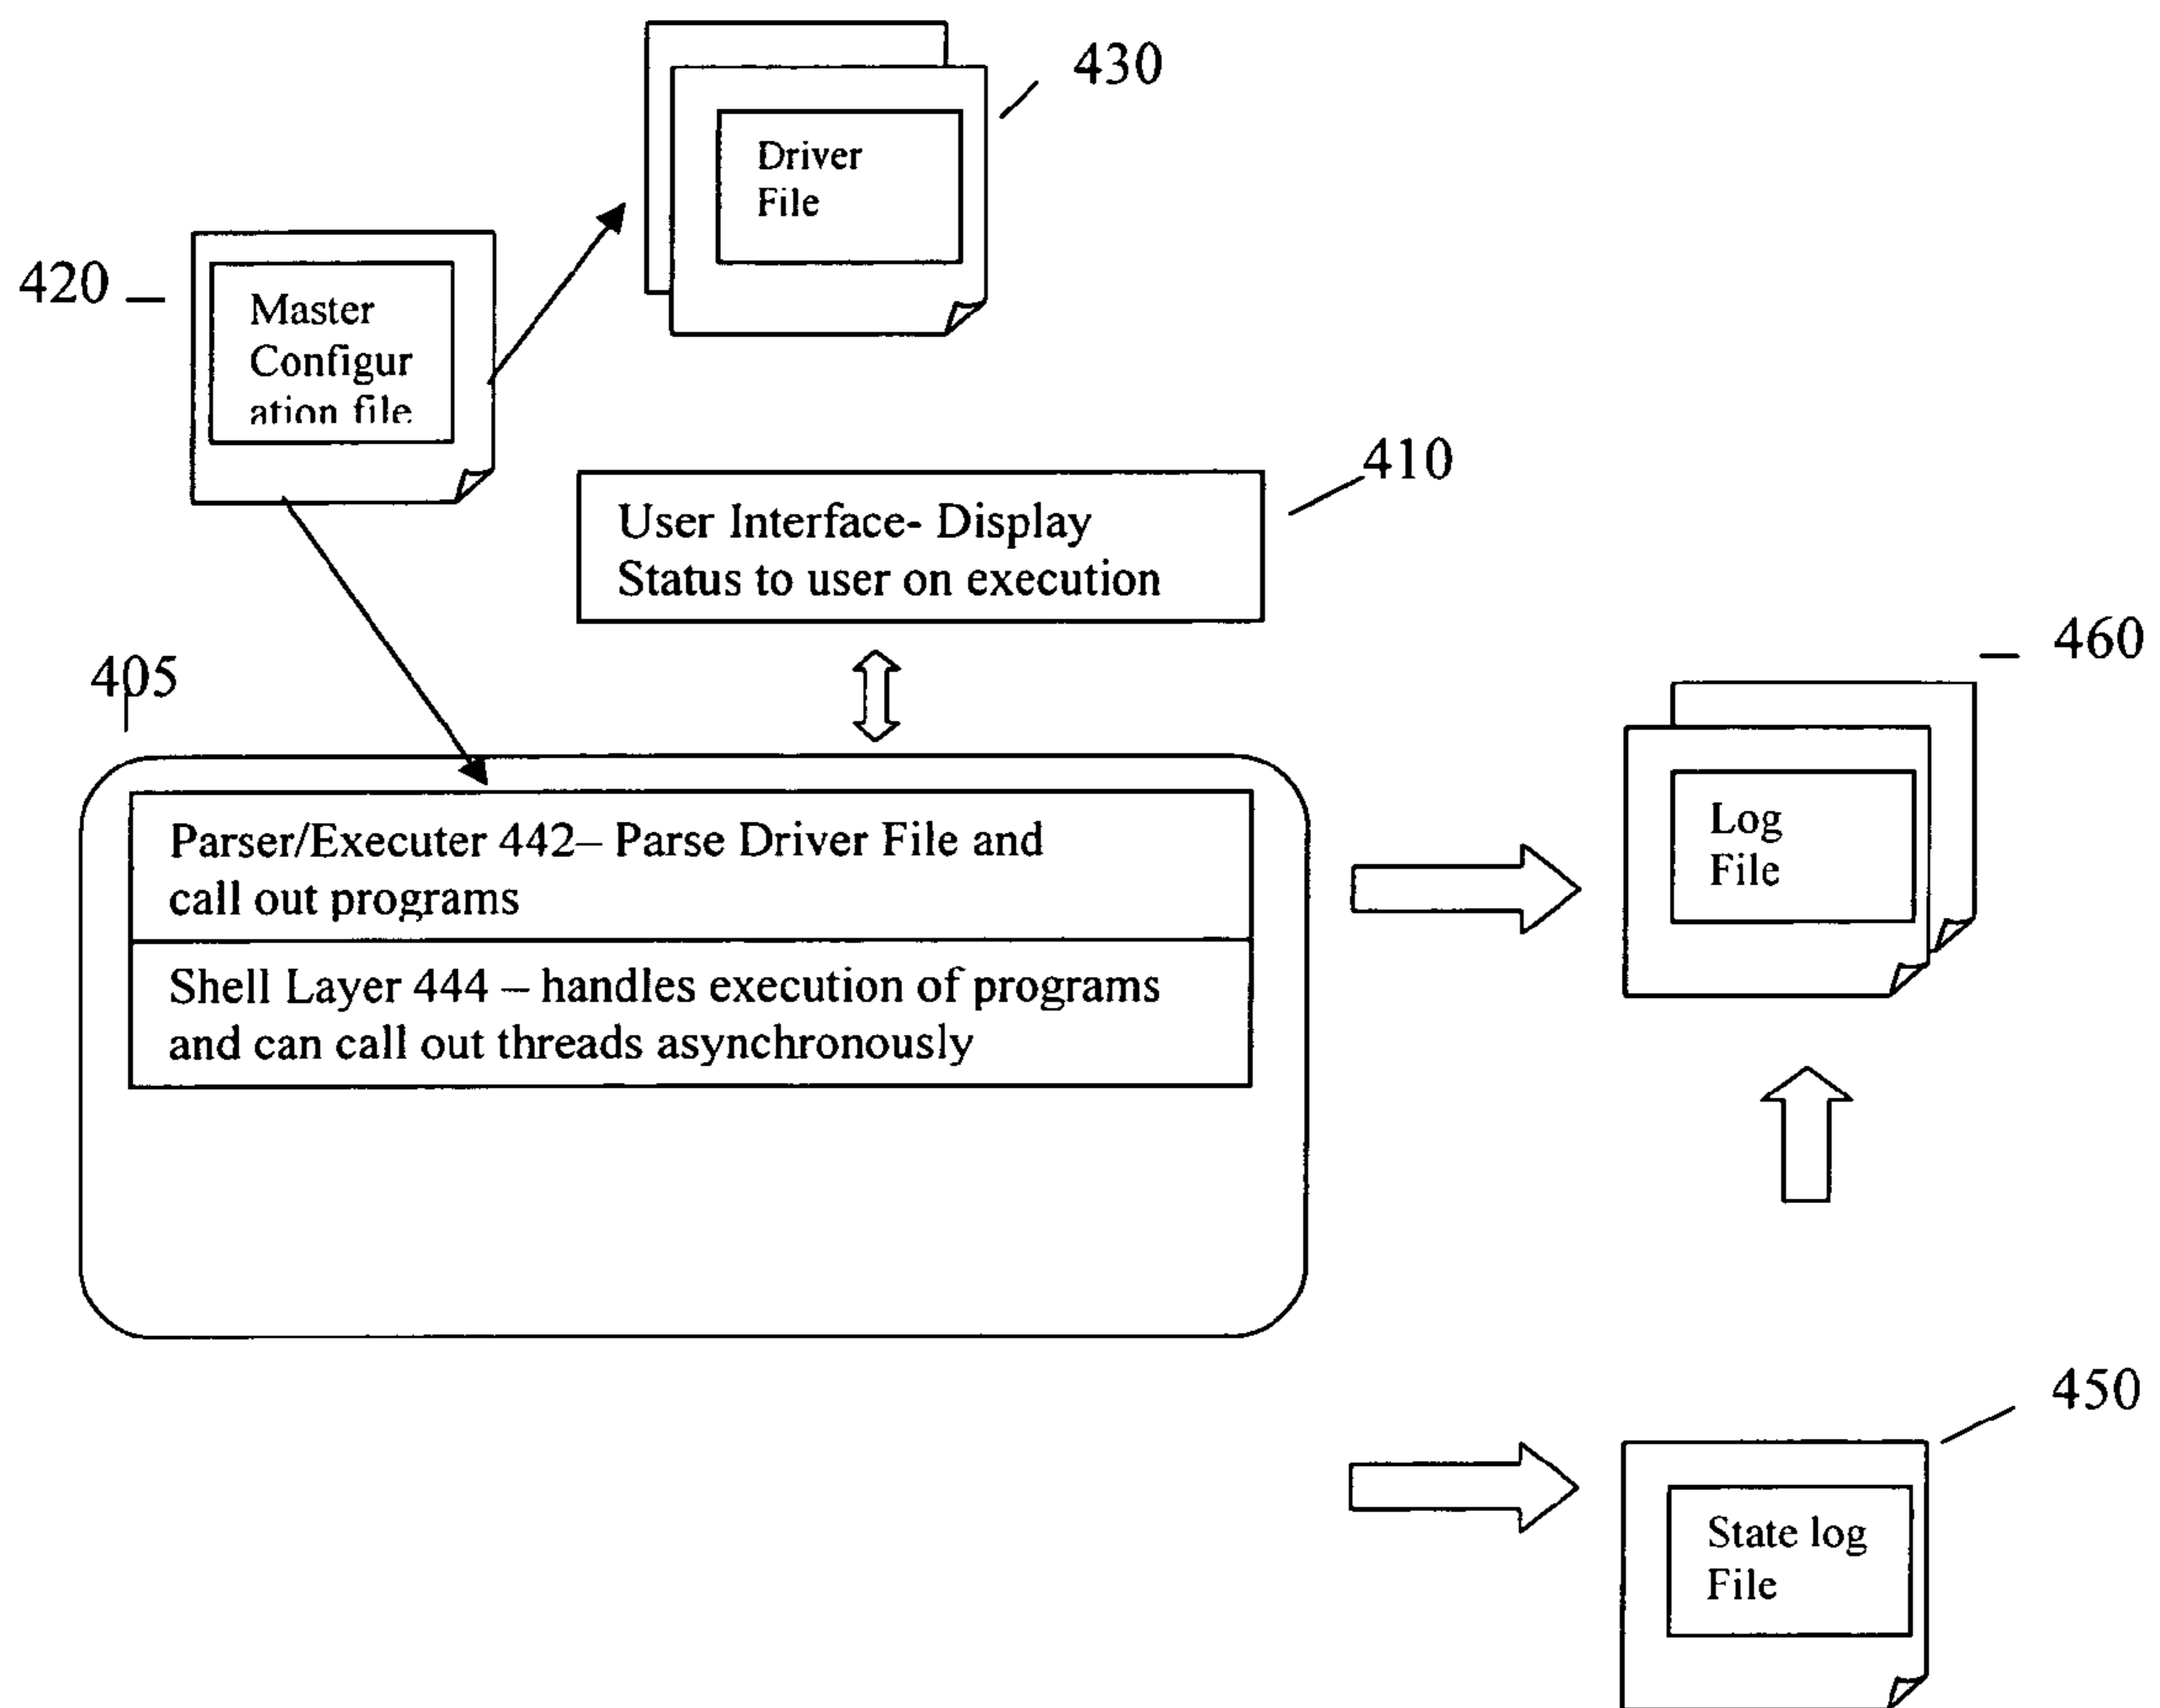 430
Driver
File
420
Master
Configur
ation file
410
User Interface- Display
Status to user on execution
405
460
Parser/Executer 442– Parse Driver File and
call out programs
Log
File
Shell Layer 444 – handles execution of programs
and can call out threads asynchronously
450
State log
File